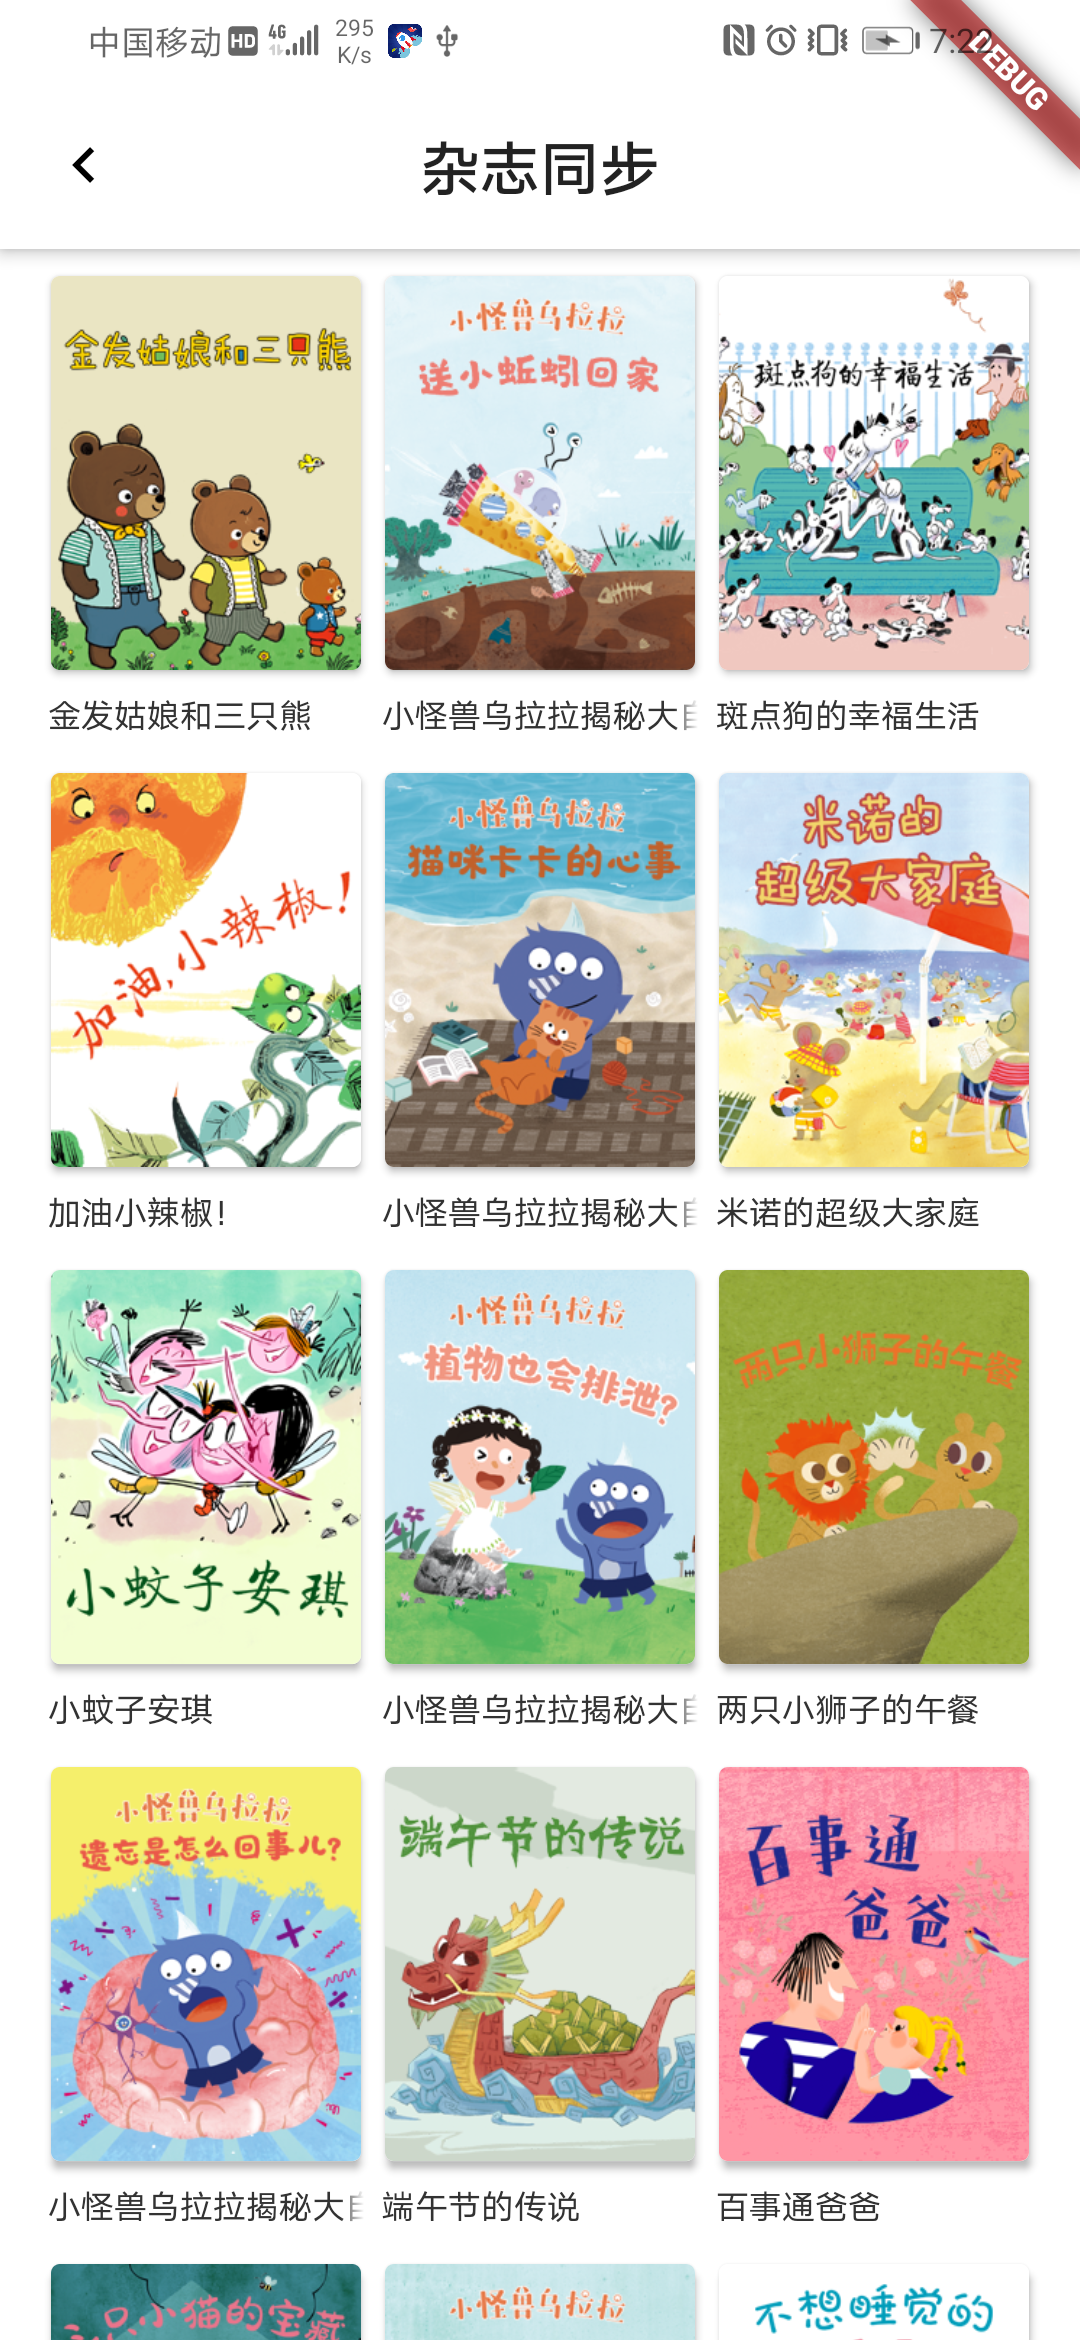 中国移动 HD 4G 295 K/s 7:22
DEBUG
杂志同步
金发姑娘和三只熊
小怪兽乌拉拉
送小蚯蚓回家
斑点狗的幸福生活
金发姑娘和三只熊
小怪兽乌拉拉揭秘大自
斑点狗的幸福生活
加油,小辣椒!
小怪兽乌拉拉
猫咪卡卡的心事
米诺的
超级大家庭
加油小辣椒!
小怪兽乌拉拉揭秘大自
米诺的超级大家庭
小蚊子安琪
小怪兽乌拉拉
植物也会排泄?
两只小狮子的午餐
小蚊子安琪
小怪兽乌拉拉揭秘大自
两只小狮子的午餐
小怪兽乌拉拉
遗忘是怎么回事儿?
端午节的传说
百事通
爸爸
小怪兽乌拉拉揭秘大自
端午节的传说
百事通爸爸
只小猫的宝藏
小怪兽乌拉拉
不想睡觉的